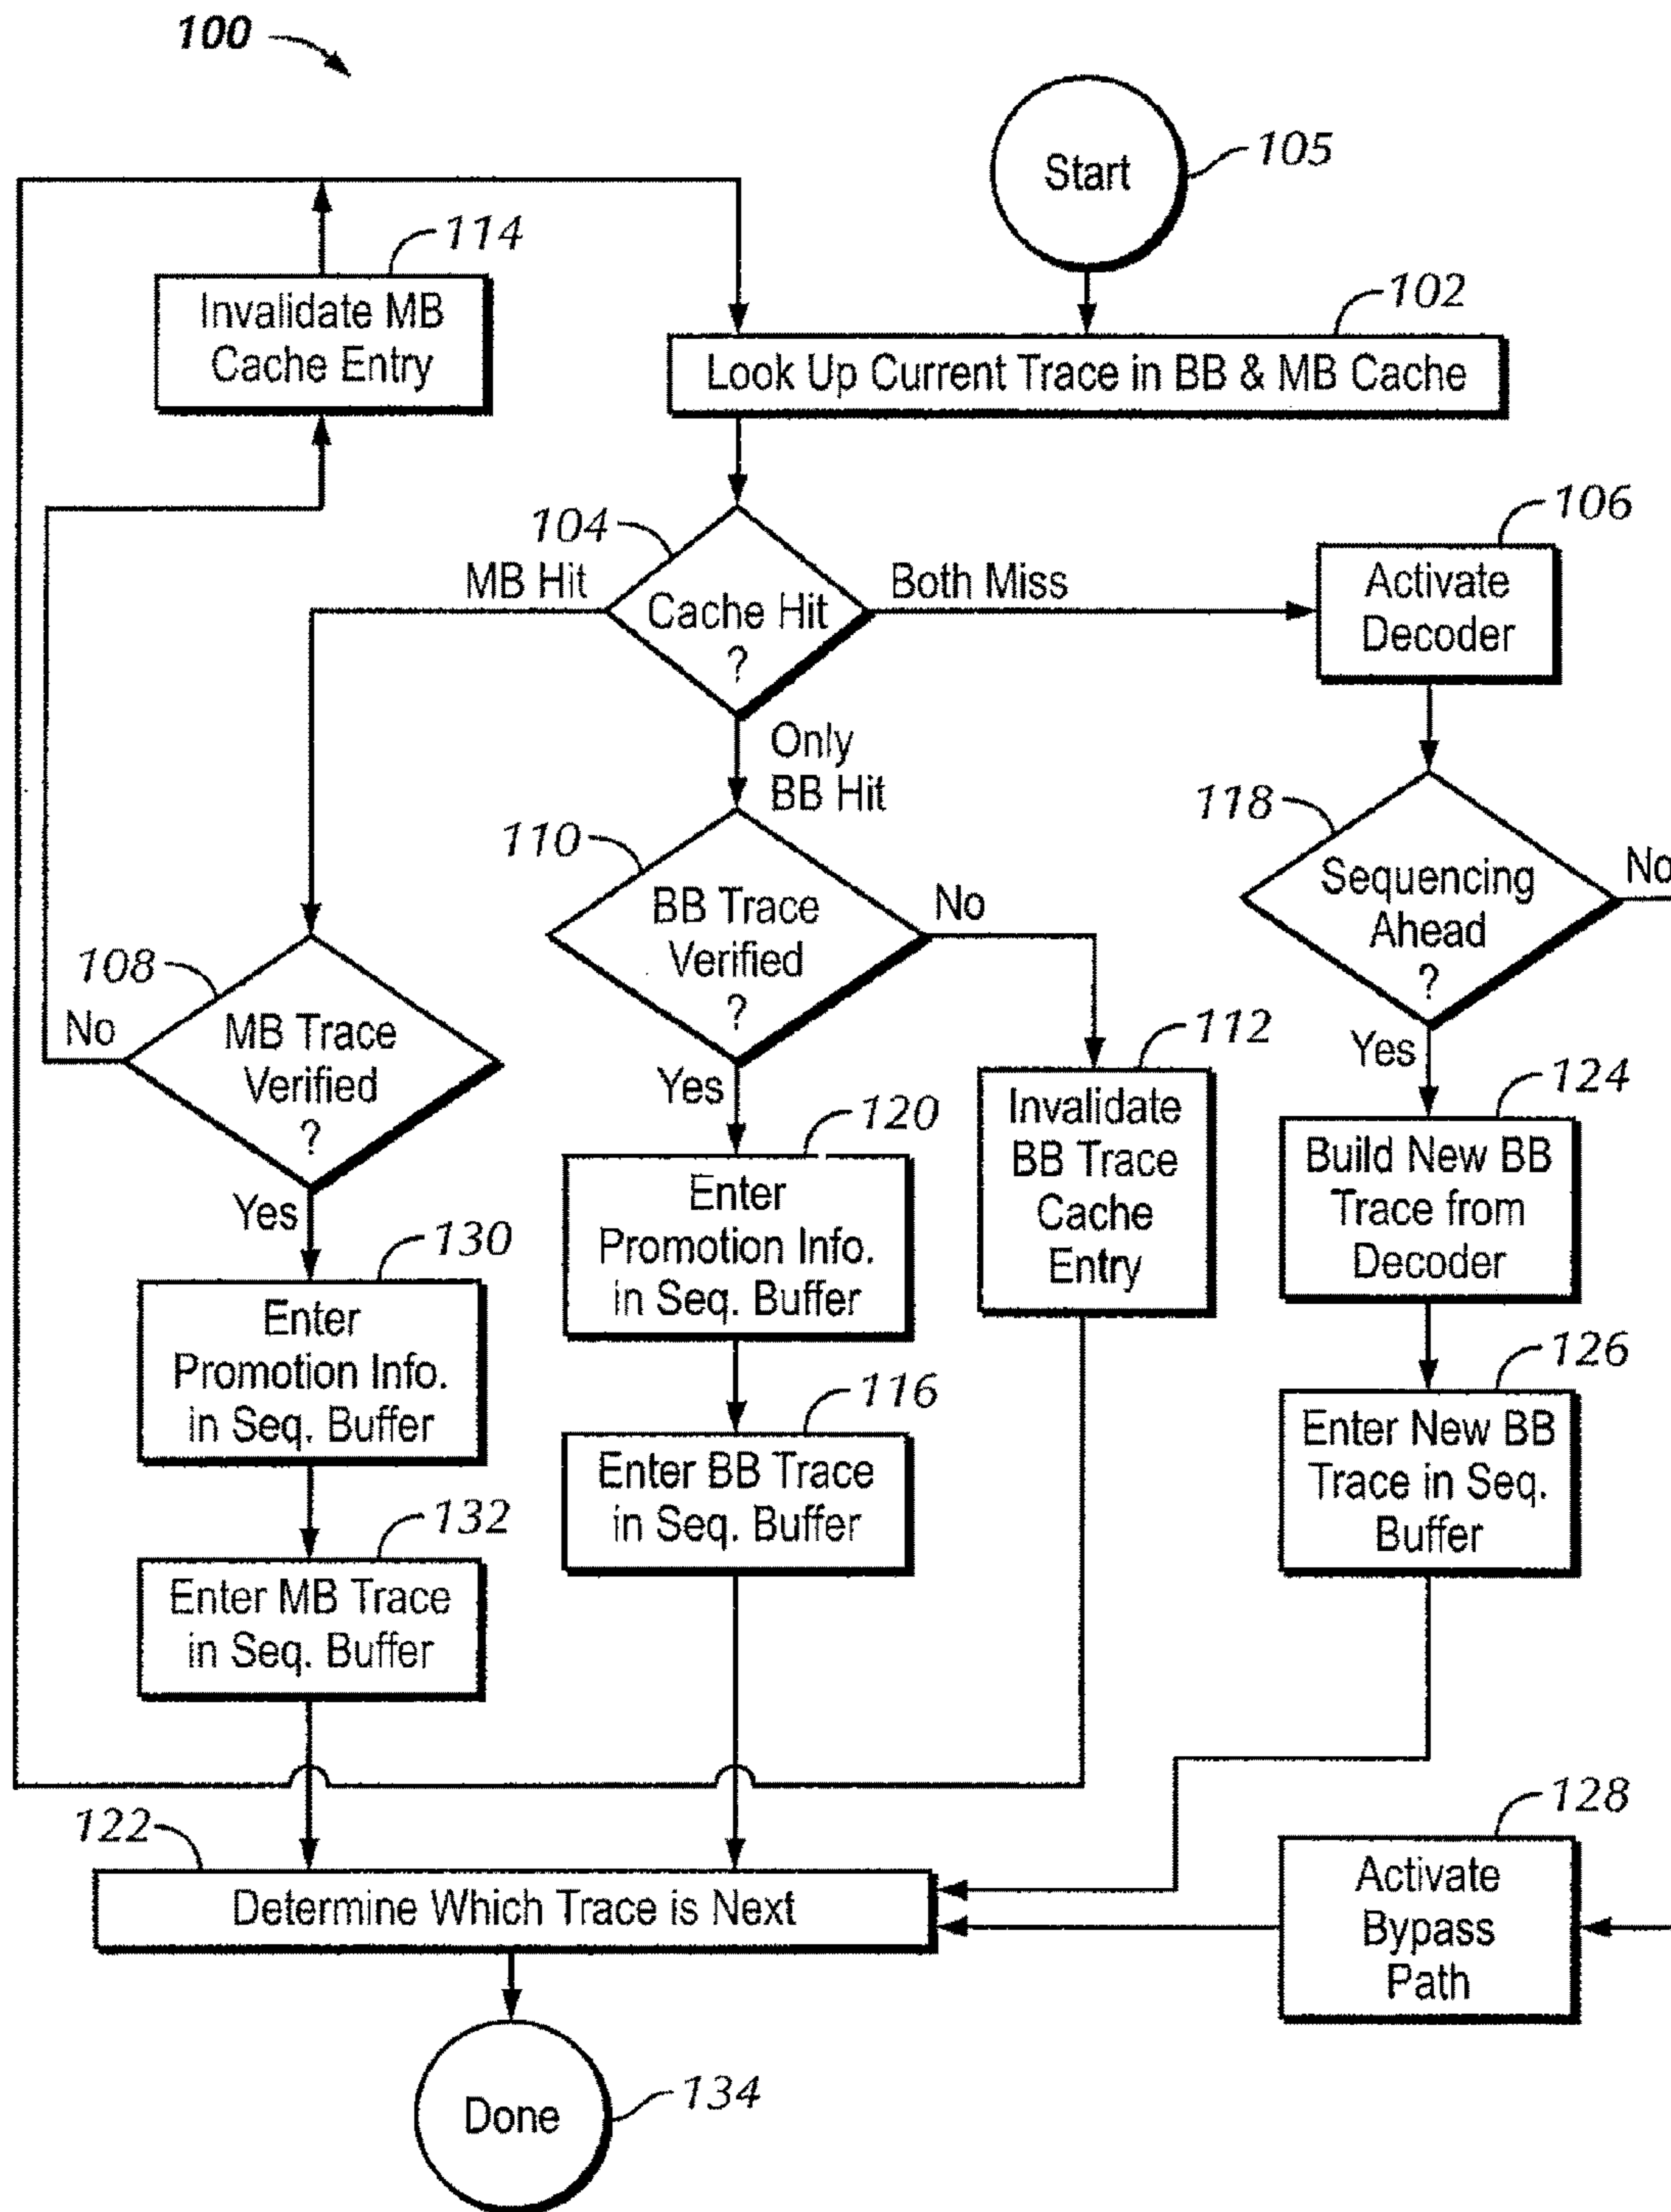 100
Start
105
114
Invalidate MB
Cache Entry
102
Look Up Current Trace in BB & MB Cache
104
MB Hit
Cache Hit
?
Both Miss
106
Activate
Decoder
Only
BB Hit
118
Sequencing
Ahead
?
No
Yes
110
BB Trace
Verified
?
No
Yes
108
No
MB Trace
Verified
?
Yes
112
Invalidate
BB Trace
Cache
Entry
124
Build New BB
Trace from
Decoder
120
Enter
Promotion Info.
in Seq. Buffer
130
Enter
Promotion Info.
in Seq. Buffer
116
Enter BB Trace
in Seq. Buffer
126
Enter New BB
Trace in Seq.
Buffer
132
Enter MB Trace
in Seq. Buffer
122
Determine Which Trace is Next
128
Activate
Bypass
Path
Done
134